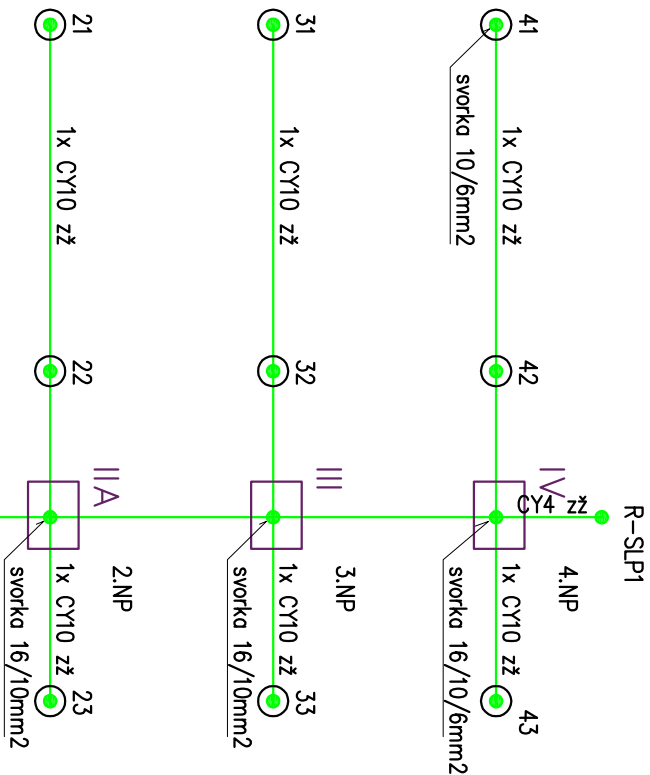 R-SLP1
CY4 zž
IV
4.NP
41
1x CY10 zž
svorka 10/6mm2
42
1x CY10 zž
svorka 16/10/6mm2
43
III
3.NP
31
1x CY10 zž
32
1x CY10 zž
svorka 16/10mm2
33
IIA
2.NP
21
1x CY10 zž
22
1x CY10 zž
svorka 16/10mm2
23